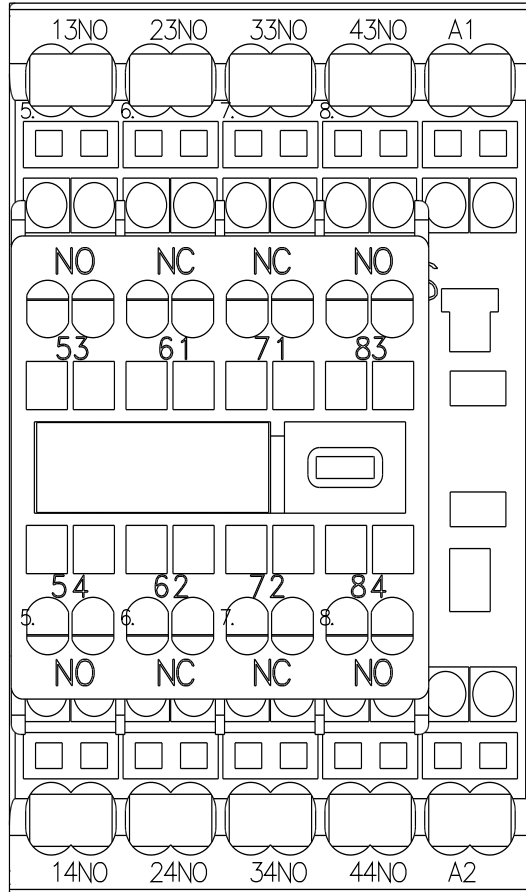 13NO 23NO 33NO 43NO A1
5. 6. 7. 8.
NO NC NC NO
53 61 71 83
54 62 72 84
5. 6. 7. 8.
NO NC NC NO
14NO 24NO 34NO 44NO A2